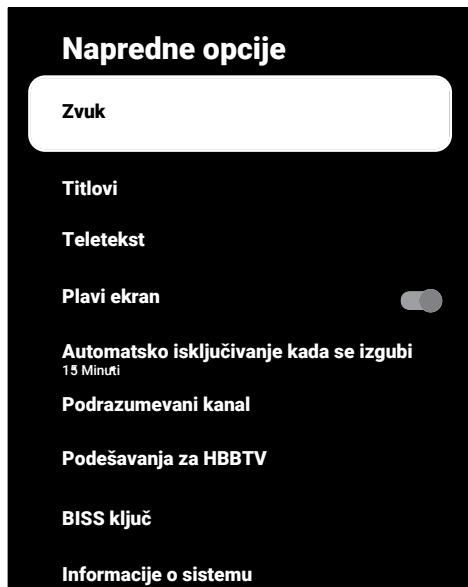 Napredne opcije
Zvuk
Titlovi
Teletekst
Plavi ekran
Automatsko isključivanje kada se izgubi
15 Minuti
Podrazumevani kanal
Podešavanja za HBBTV
BISS ključ
Informacije o sistemu